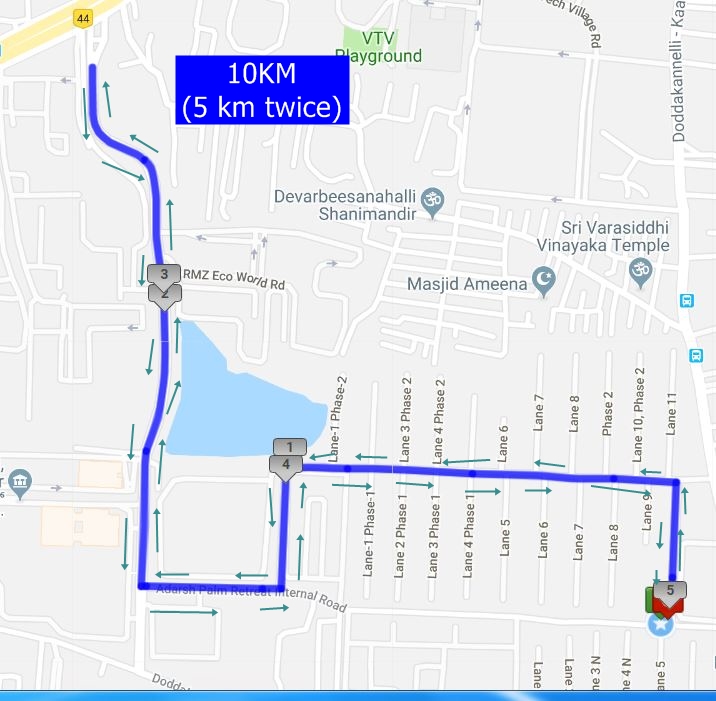 44
10KM
(5 km twice)
VTV
Playground
ech Village Rd
Doddakannelli - Kaa
Devarbeesanahalli
Shanimandir
Sri Varasiddhi
Vinayaka Temple
Masjid Ameena
3
2
RMZ Eco World Rd
1
4
Lane-1 Phase-2
Lane 3 Phase 2
Lane 4 Phase 2
Lane 6
Lane 7
Lane 8
Phase 2
Lane 10, Phase 2
Lane 11
Lane-1 Phase-1
Lane 2 Phase 1
Lane 3 Phase 1
Lane 4 Phase 1
Lane 5
Lane 6
Lane 7
Lane 8
Lane 9
5
Adarsh Palm Retreat Internal Road
Doddal
Lane
Lane
e 3 N
e 4 N
ane 5